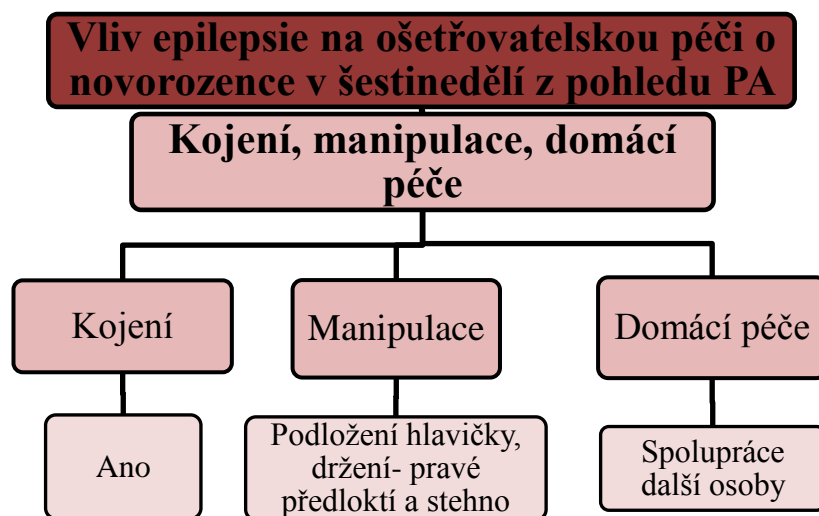 Vliv epilepsie na ošetřovatelskou péči o
novorozence v šestinedělí z pohledu PA
Kojení, manipulace, domácí
péče
Kojení
Manipulace
Domácí péče
Ano
Podložení hlavičky,
držení- pravé
předloktí a stehno
Spolupráce
další osoby